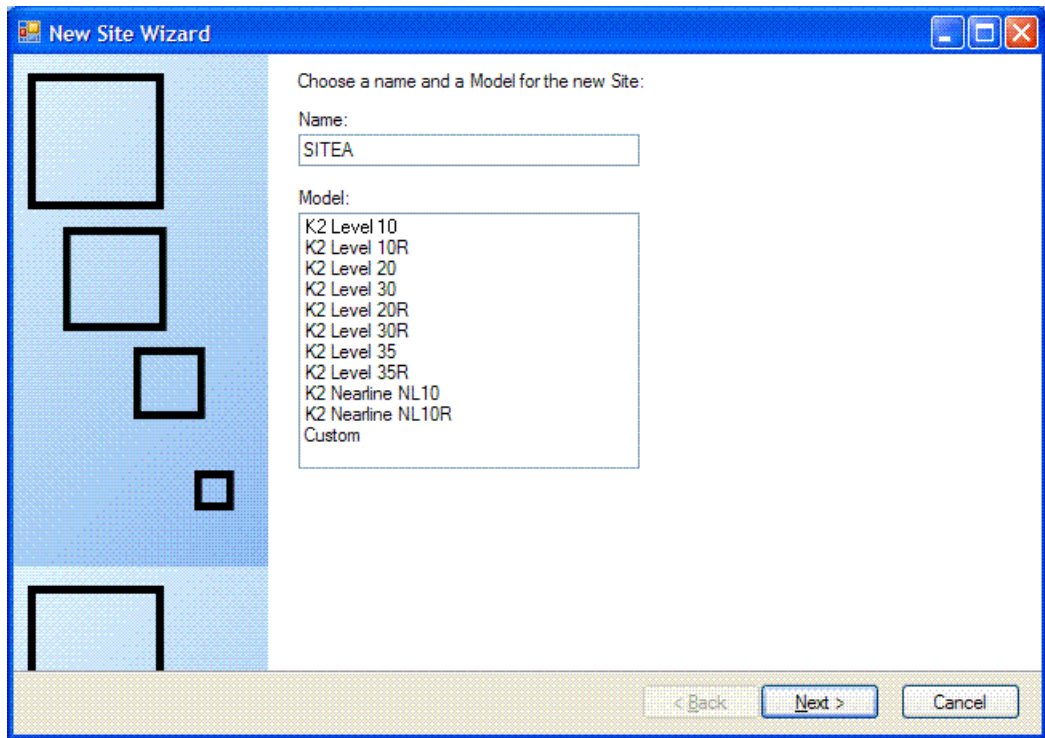 New Site Wizard
Choose a name and a Model for the new Site:
Name:
SITEA
Model:
K2 Level 10
K2 Level 10R
K2 Level 20
K2 Level 30
K2 Level 20R
K2 Level 30R
K2 Level 35
K2 Level 35R
K2 Nearline NL10
K2 Nearline NL10R
Custom
< Back
Next >
Cancel